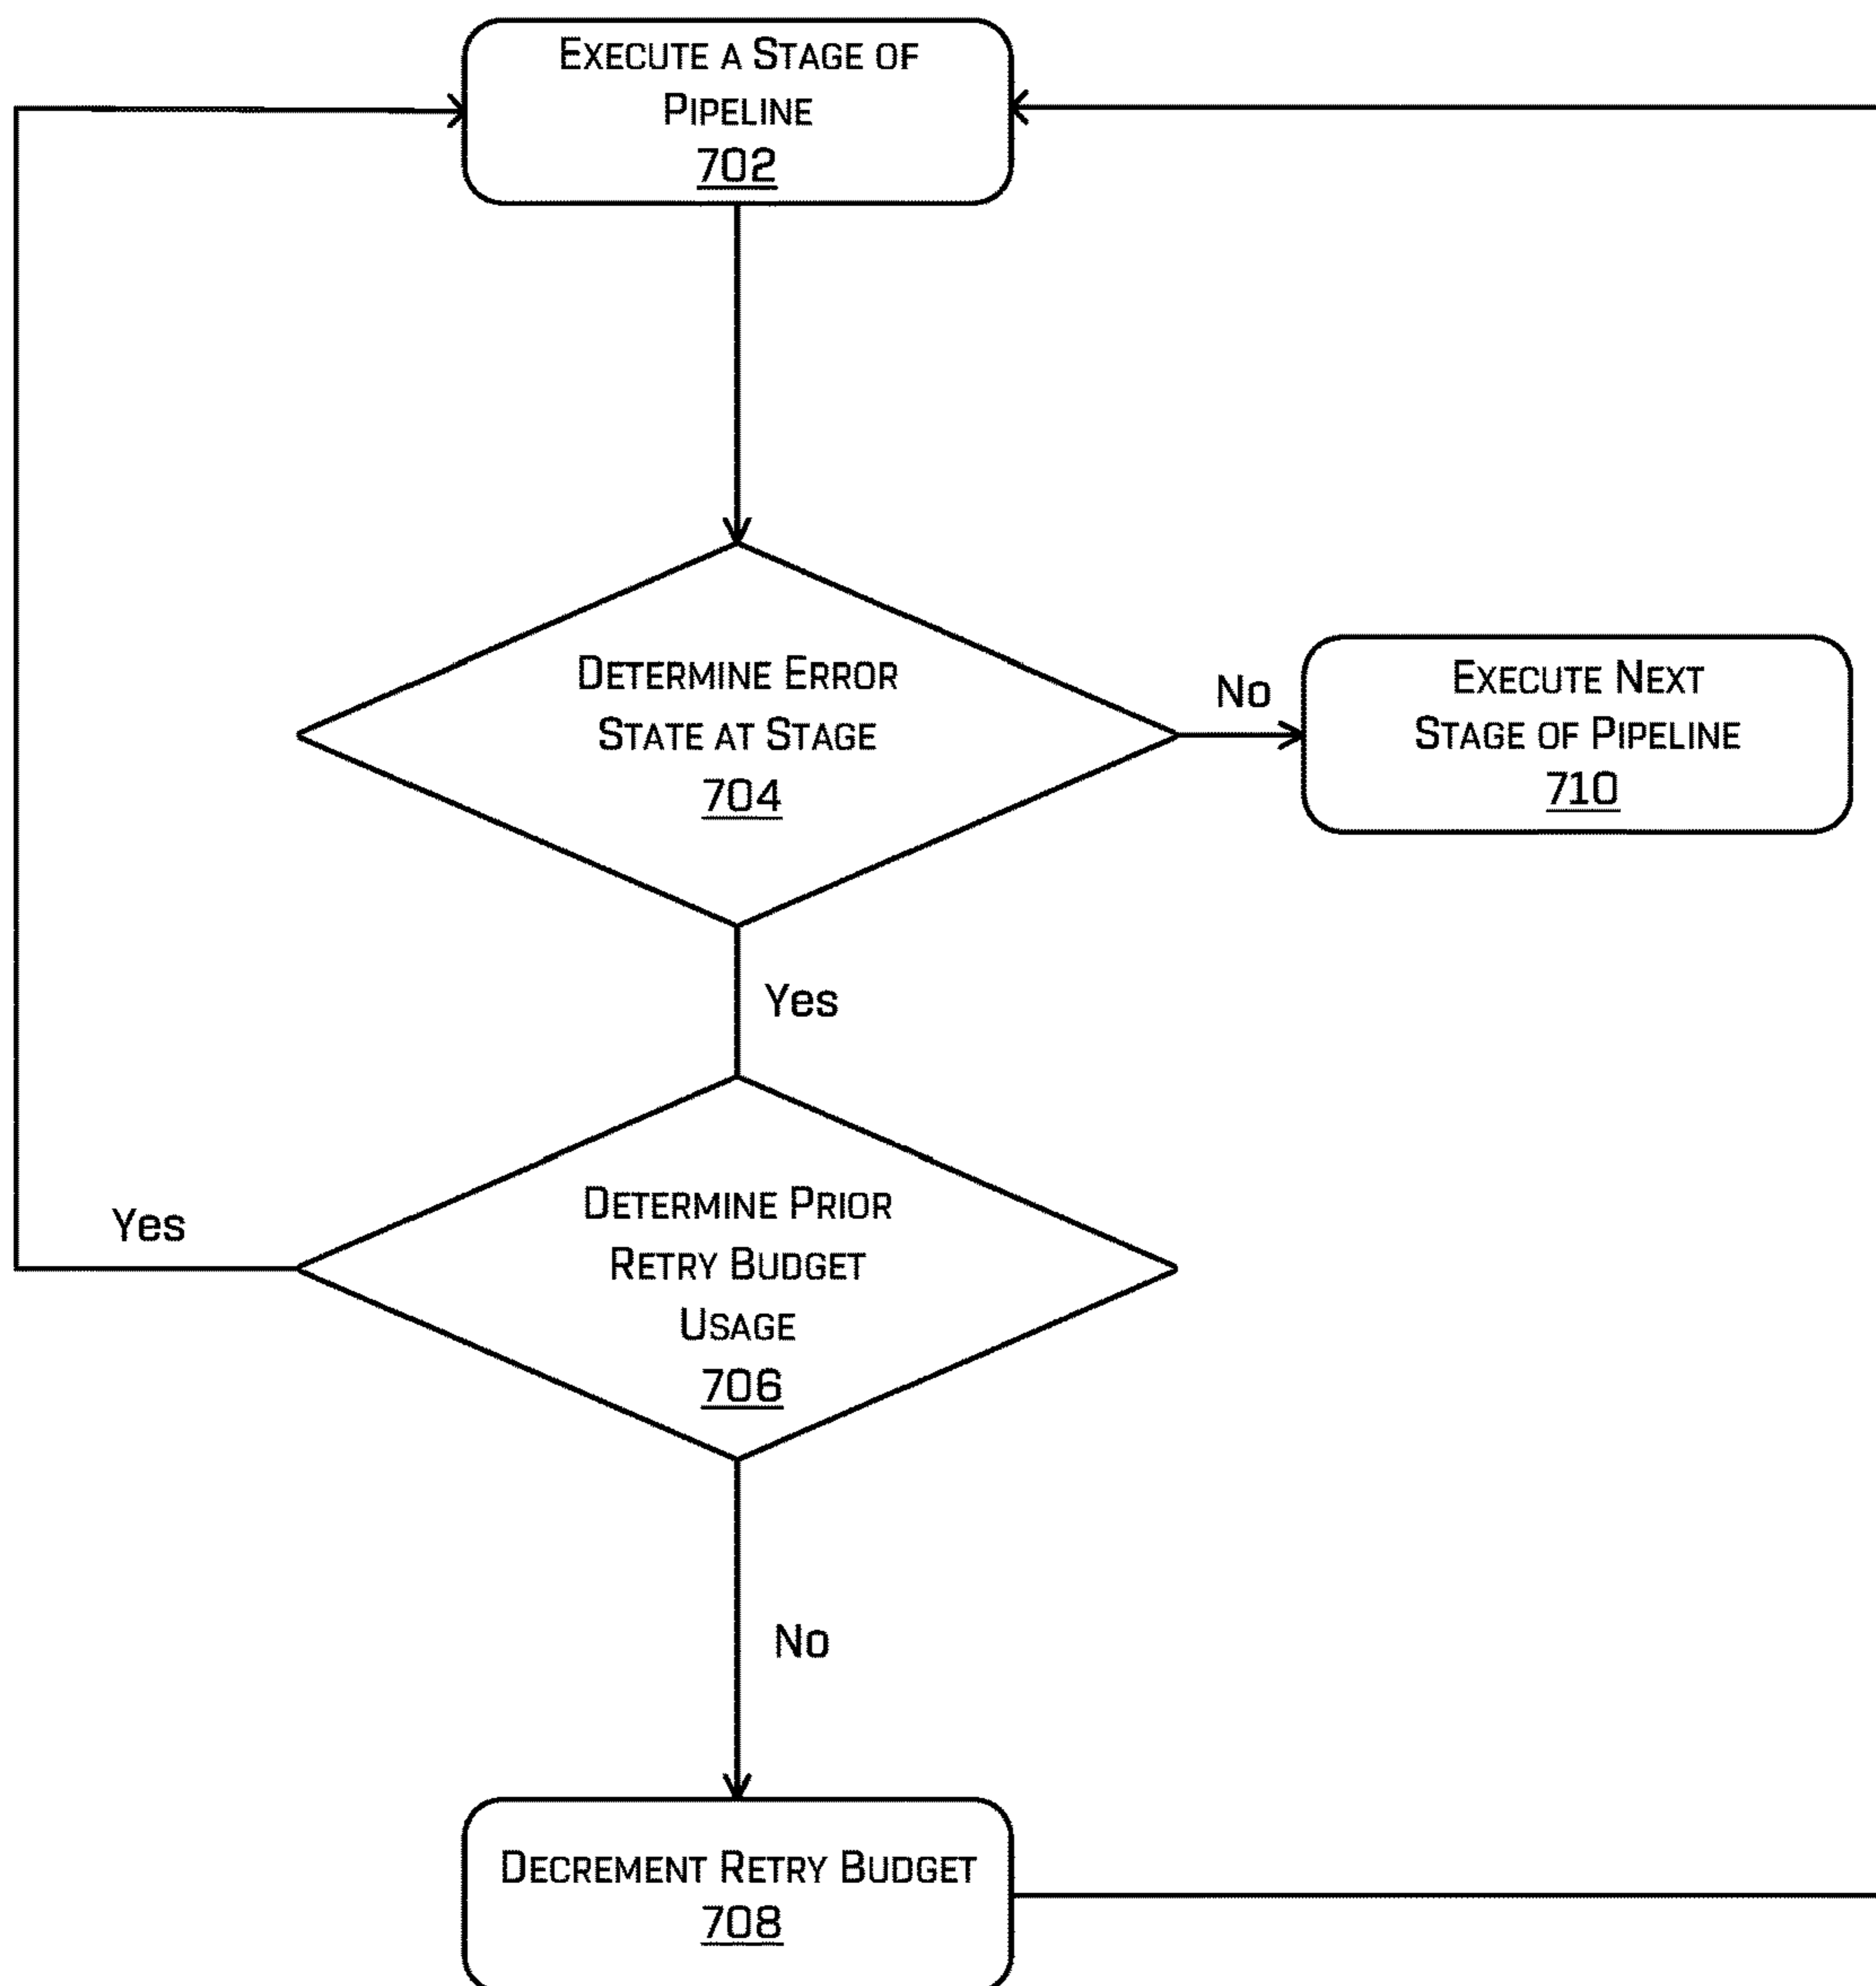 Execute a Stage of
Pipeline
702
Determine Error
State at Stage
704
No
Execute Next
Stage of Pipeline
710
Yes
Determine Prior
Retry Budget
Usage
706
Yes
No
Decrement Retry Budget
708